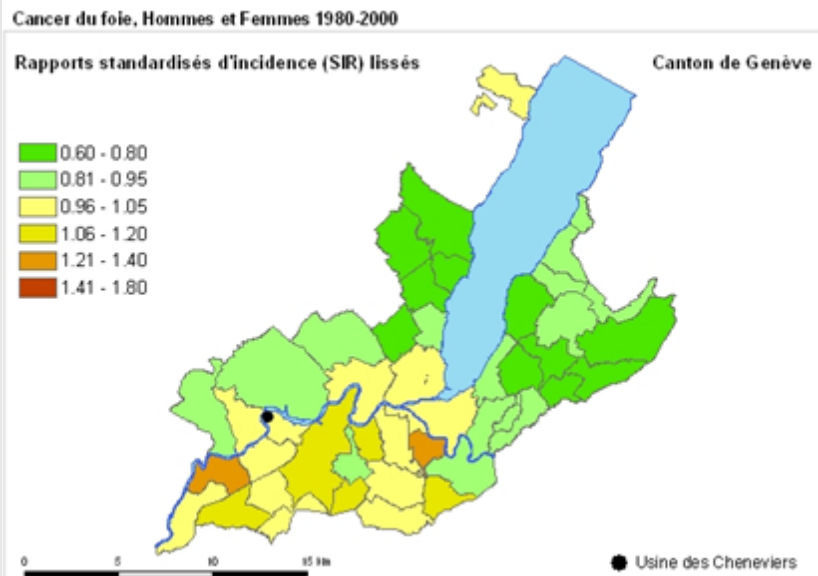 Cancer du foie, Hommes et Femmes 1980-2000
Rapports standardisés d'incidence (SIR) lissés
Canton de Genève
0.60 - 0.80
0.81 - 0.95
0.96 - 1.05
1.06 - 1.20
1.21 - 1.40
1.41 - 1.80
0 5 10 15 Km
Usine des Cheneviers